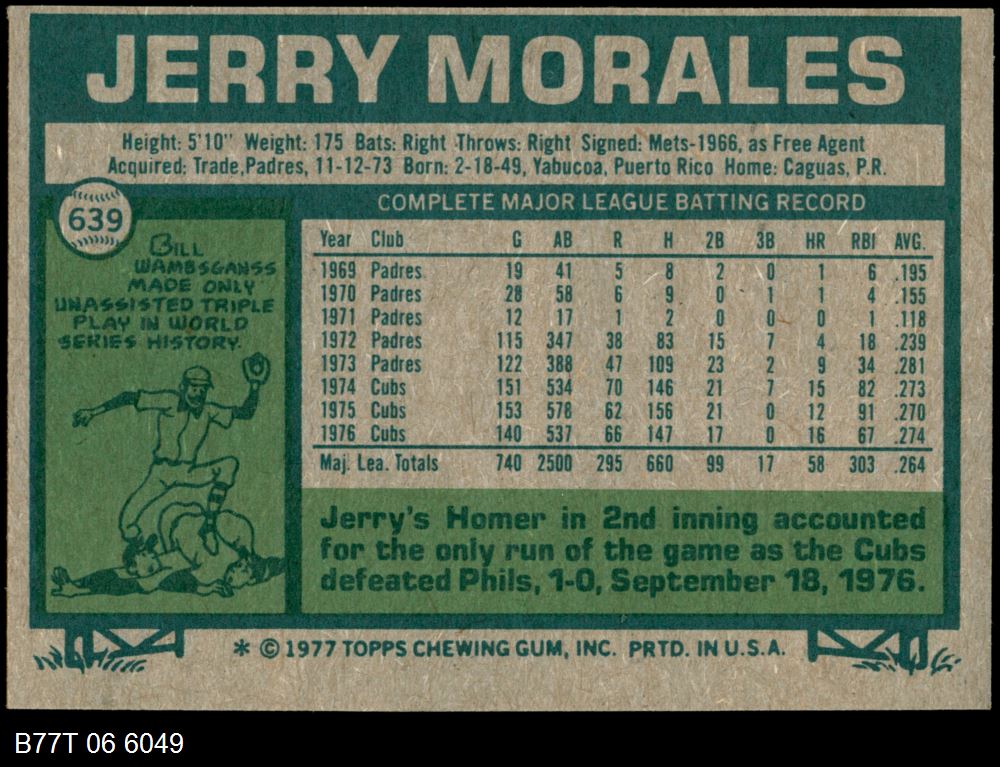 JERRY MORALES
Height: 5'10" Weight: 175 Bats: Right Throws: Right Signed: Mets-1966, as Free Agent
Acquired: Trade,Padres, 11-12-73 Born: 2-18-49, Yabucoa, Puerto Rico Home: Caguas, P.R.
639
BILL
WAMBSGANSS
MADE ONLY
UNASSISTED TRIPLE
PLAY IN WORLD
SERIES HISTORY.
COMPLETE MAJOR LEAGUE BATTING RECORD
Year Club G AB R H 2B 3B HR RBI AVG.
1969 Padres 19 41 5 8 2 0 1 6 .195
1970 Padres 28 58 6 9 0 1 1 4 .155
1971 Padres 12 17 1 2 0 0 0 1 .118
1972 Padres 115 347 38 83 15 7 4 18 .239
1973 Padres 122 388 47 109 23 2 9 34 .281
1974 Cubs 151 534 70 146 21 7 15 82 .273
1975 Cubs 153 578 62 156 21 0 12 91 .270
1976 Cubs 140 537 66 147 17 0 16 67 .274
Maj. Lea. Totals 740 2500 295 660 99 17 58 303 .264
Jerry's Homer in 2nd inning accounted
for the only run of the game as the Cubs
defeated Phils, 1-0, September 18, 1976.
* © 1977 TOPPS CHEWING GUM, INC. PRTD. IN U.S.A.
B77T 06 6049